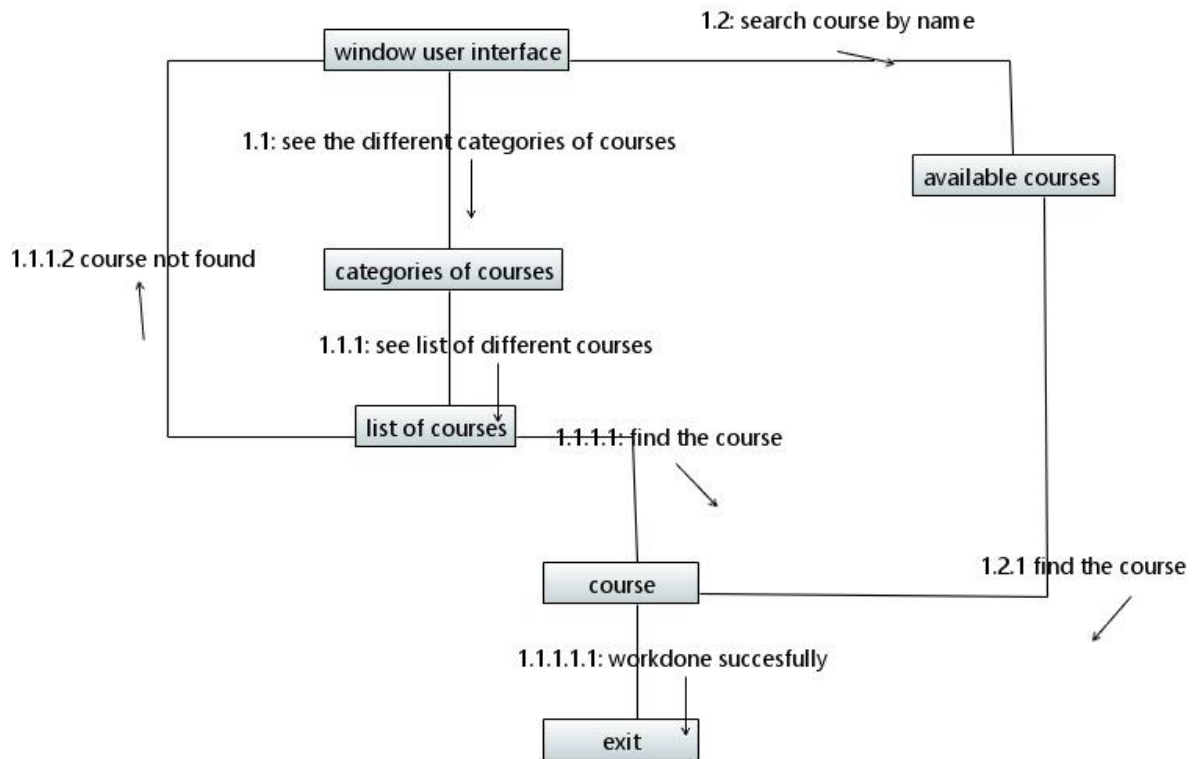 1.2: search course by name
window user interface
1.1: see the different categories of courses
available courses
1.1.1.2 course not found
categories of courses
1.1.1: see list of different courses
list of courses
1.1.1.1: find the course
1.2.1 find the course
course
1.1.1.1.1: workdone succesfully
exit